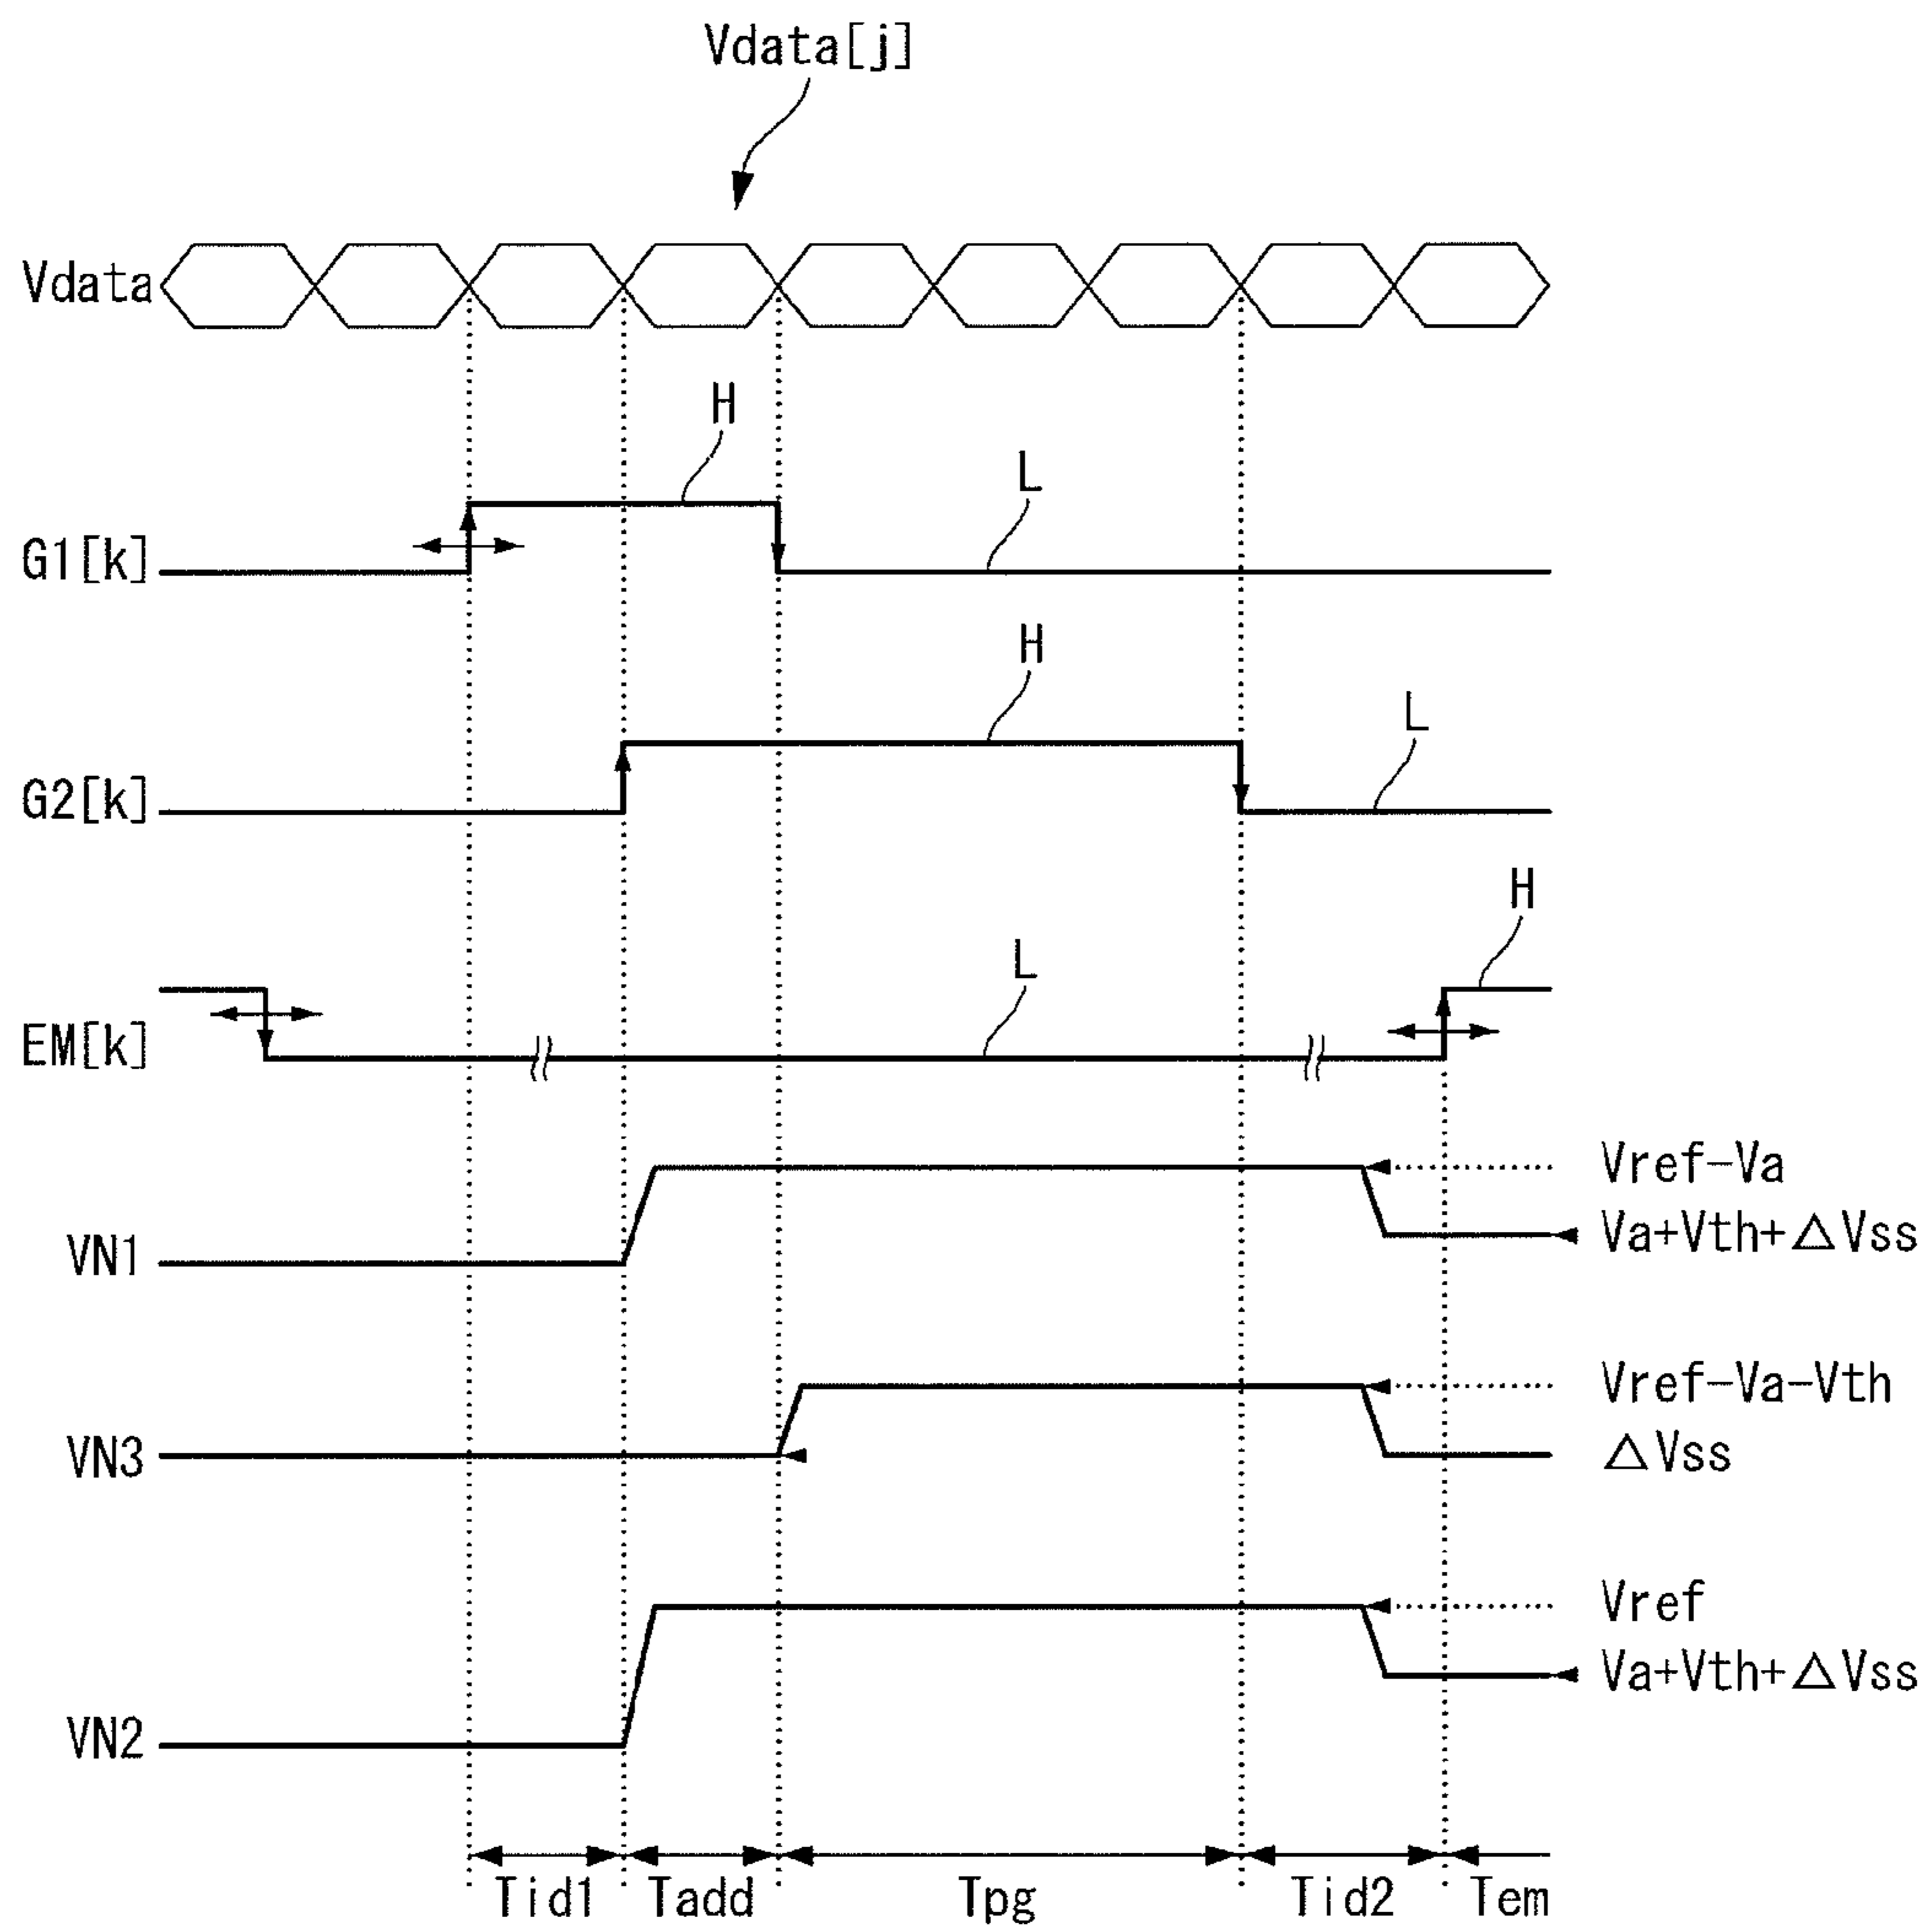 Vdata[j]
Vdata
H
L
G1[k]
H
L
G2[k]
H
L
EM[k]
Vref-Va
Va+Vth+△Vss
VN1
Vref-Va-Vth
△Vss
VN3
Vref
Va+Vth+△Vss
VN2
Tid1 Tadd Tpg Tid2 Tem